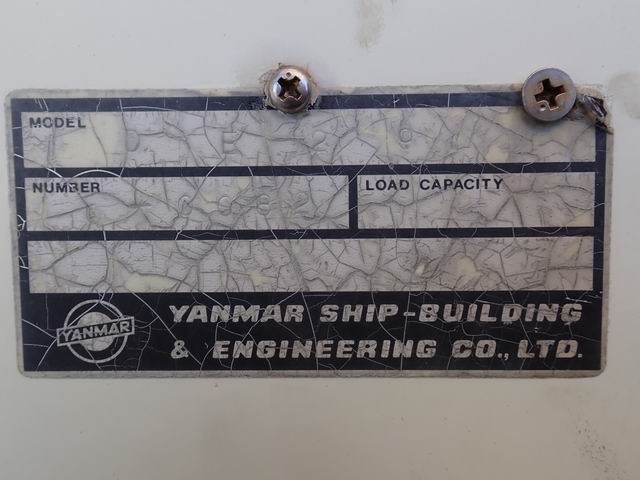 MODEL
NUMBER
LOAD CAPACITY
YANMAR
YANMAR SHIP-BUILDING
& ENGINEERING CO., LTD.